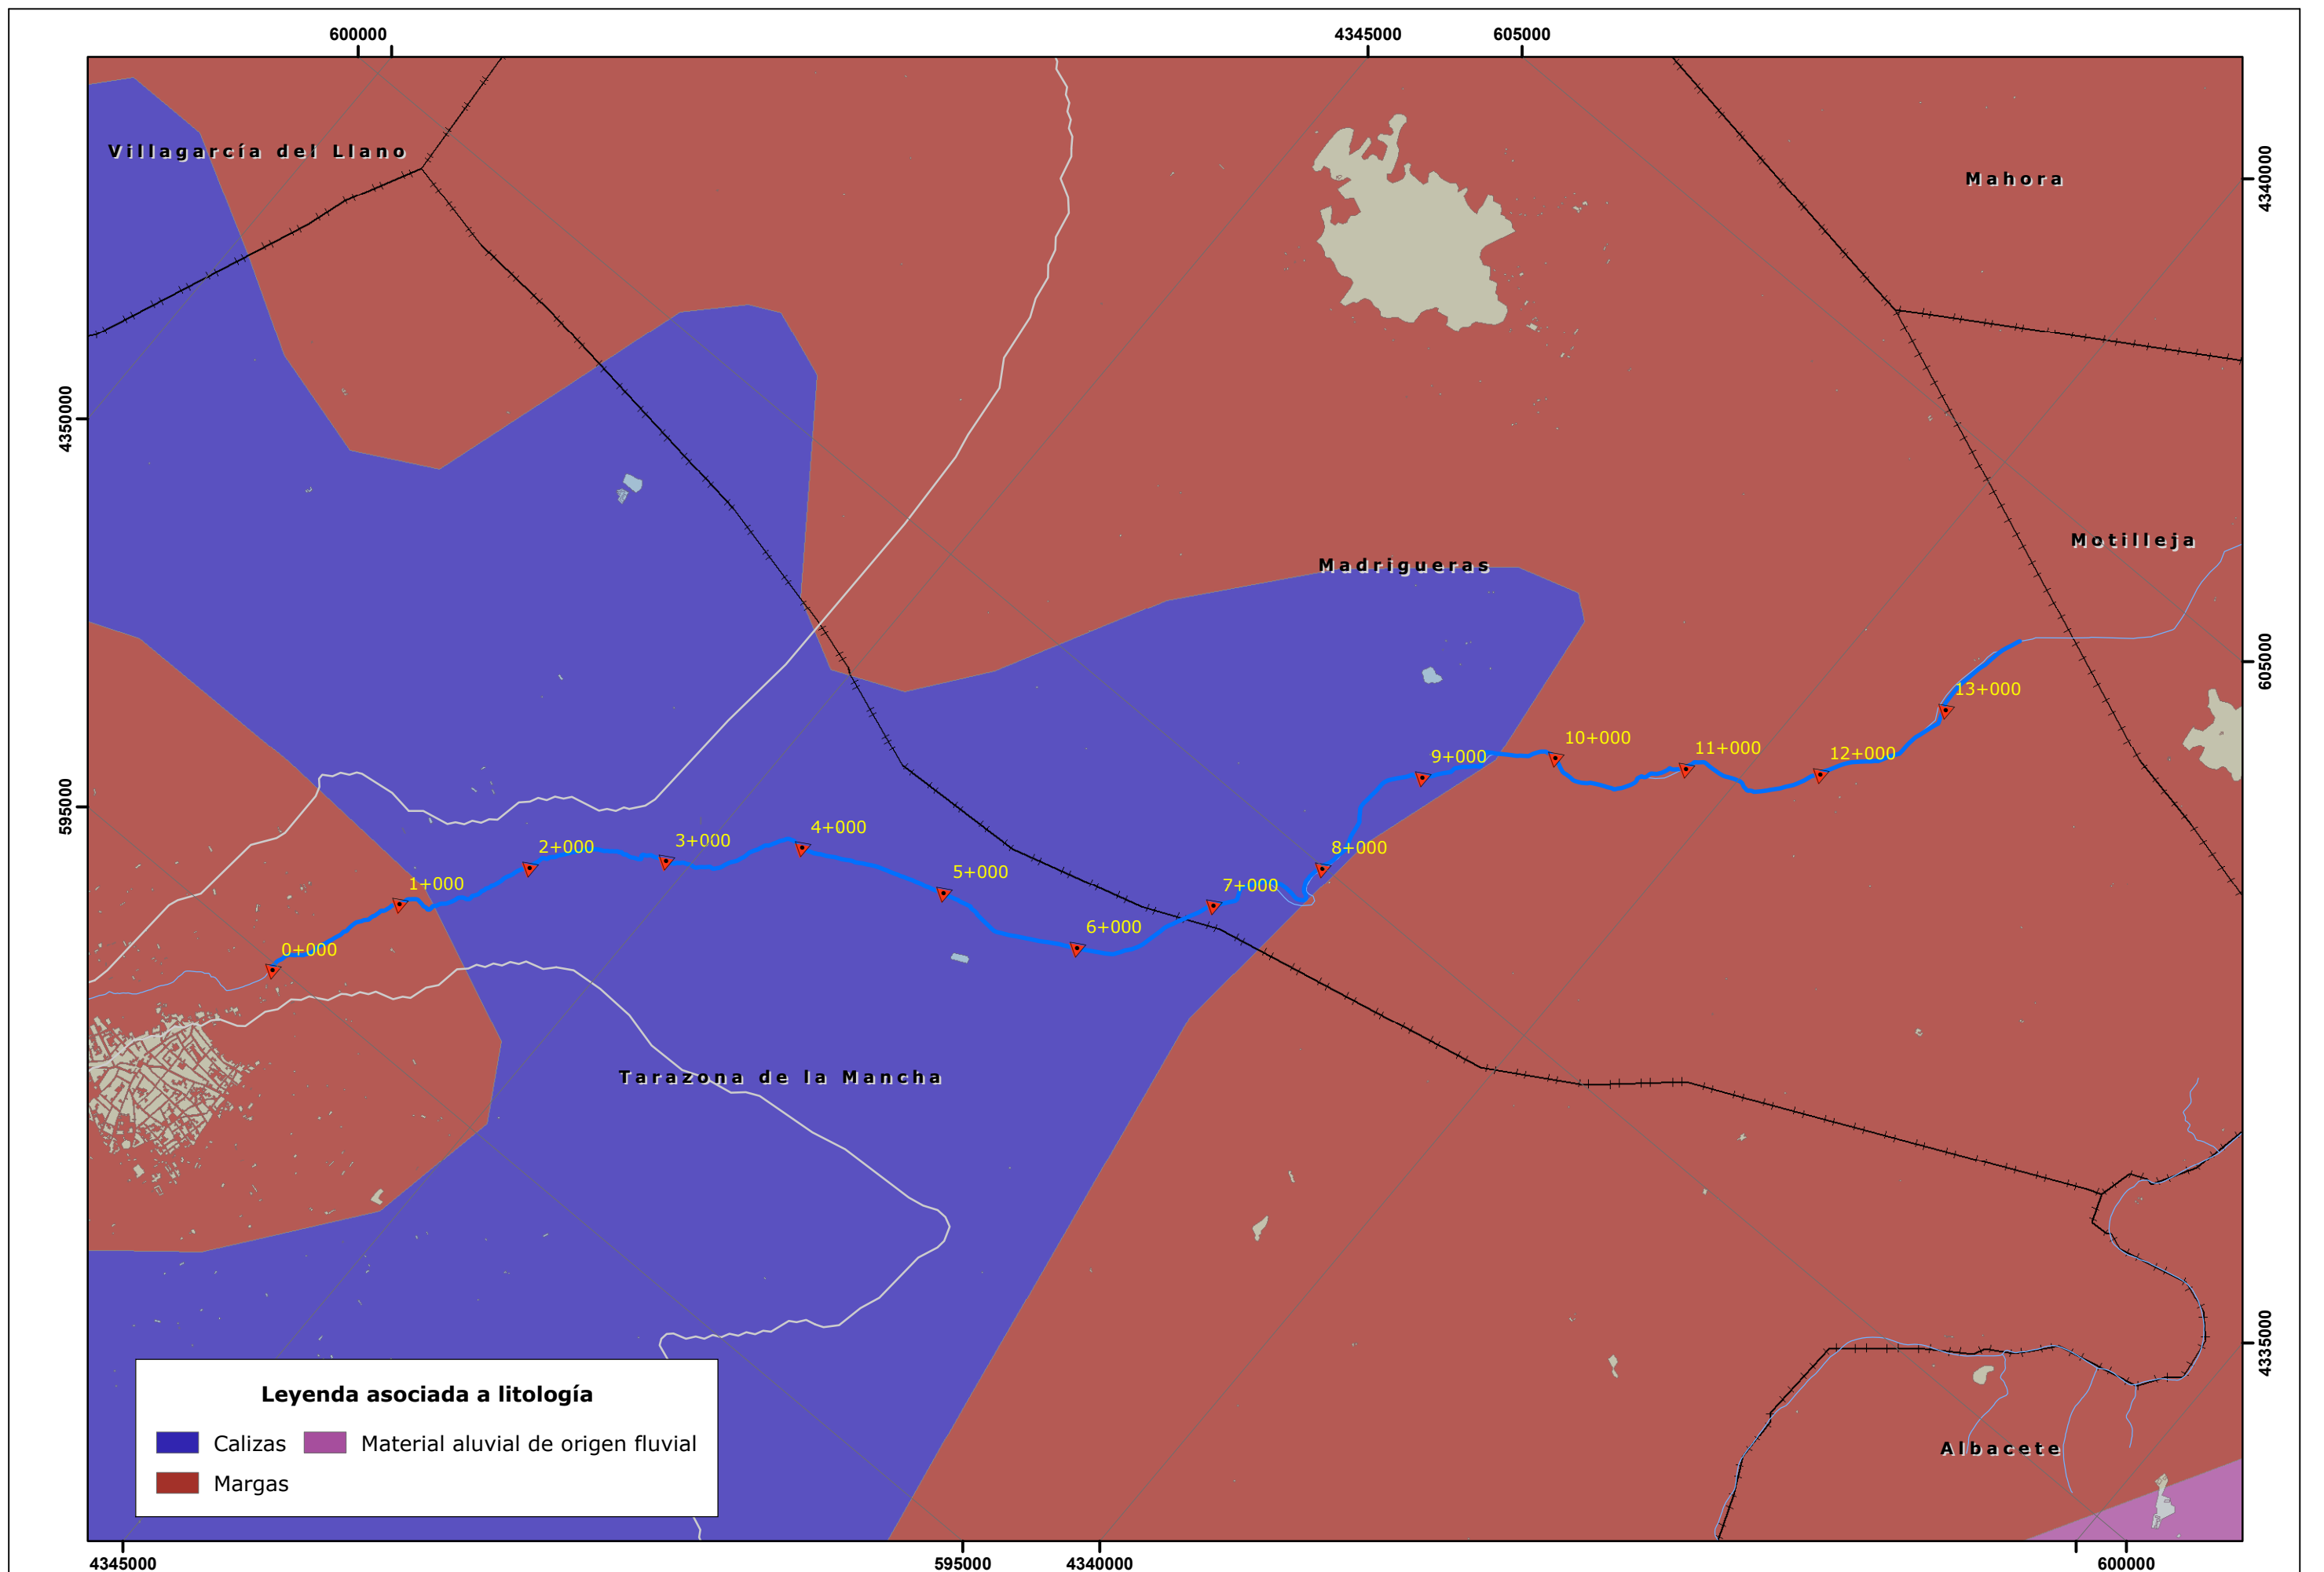 600000
4345000
605000
Villagarcía del Llano
Mahora
4340000
4350000
Motilleja
Madrigueras
605000
13+000
595000
10+000
11+000
12+000
9+000
4+000
3+000
2+000
8+000
5+000
1+000
7+000
6+000
0+000
Tarazona de la Mancha
4335000
Leyenda asociada a litología
Calizas
Material aluvial de origen fluvial
Margas
Albacete
4345000
595000
4340000
600000